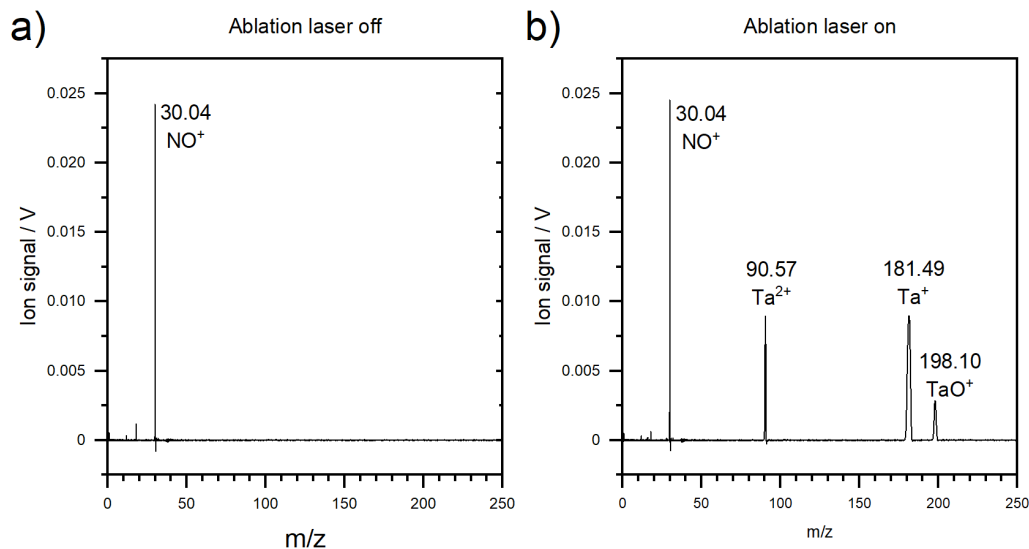 a)
Ablation laser off
Ion signal / V
0.025
0.020
0.015
0.010
0.005
0
30.04
NO⁺
0 50 100 150 200 250
m/z
b)
Ablation laser on
Ion signal / V
0.025
0.020
0.015
0.010
0.005
0
30.04
NO⁺
90.57
Ta²⁺
181.49
Ta⁺
198.10
TaO⁺
0 50 100 150 200 250
m/z